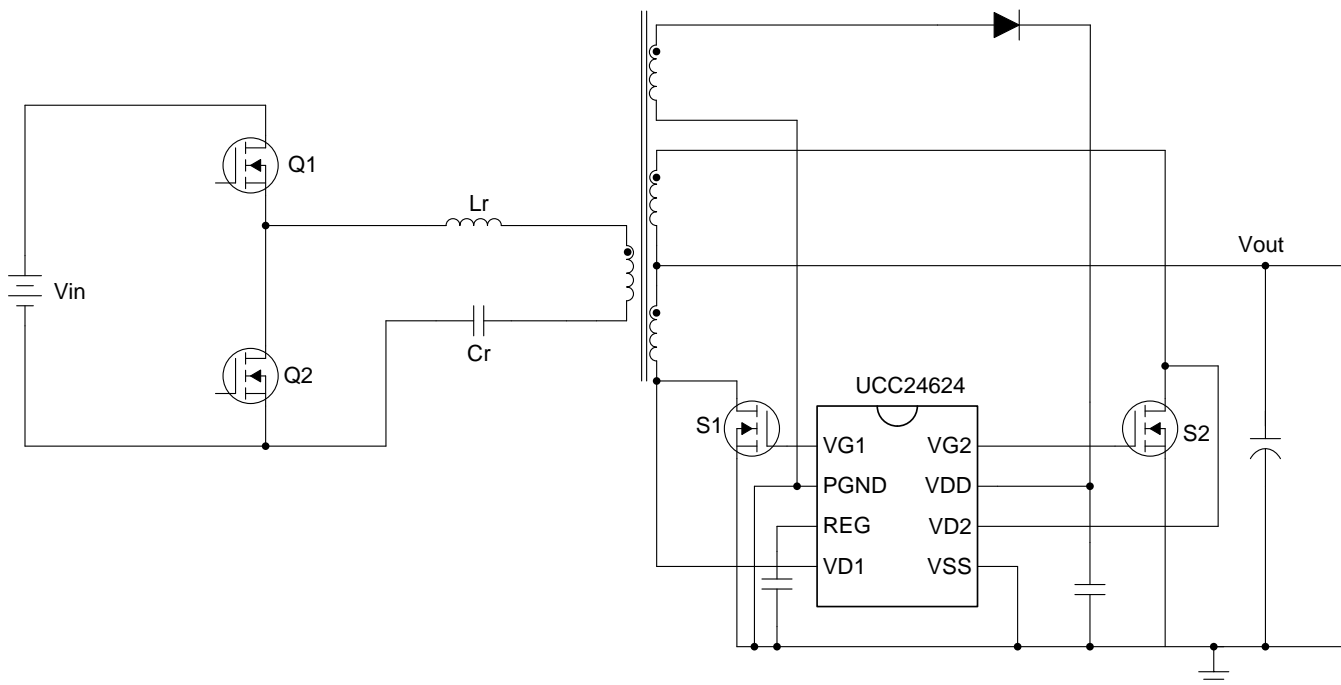 Q1
Lr
Vout
Vin
Cr
Q2
UCC24624
S1
S2
VG1
VG2
PGND
VDD
REG
VD2
VD1
VSS